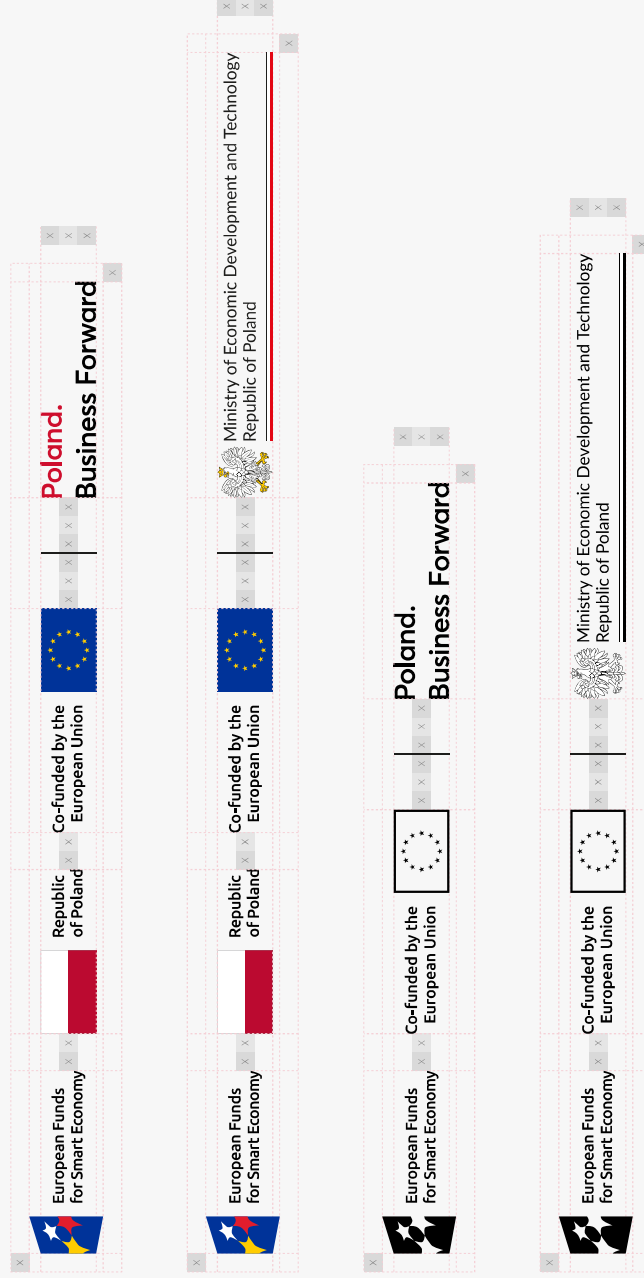 x
European Funds
for Smart Economy
x x
Republic
of Poland
x x
Co-funded by the
European Union
x x x x x x
Poland.
Business Forward
x
x x x
x
European Funds
for Smart Economy
x x
Republic
of Poland
x x
Co-funded by the
European Union
x x x x x x
Ministry of Economic Development and Technology
Republic of Poland
x
x x x
x
European Funds
for Smart Economy
x x
Co-funded by the
European Union
x x x x x x
Poland.
Business Forward
x
x x x
x
European Funds
for Smart Economy
x x
Co-funded by the
European Union
x x x x x x
Ministry of Economic Development and Technology
Republic of Poland
x
x x x